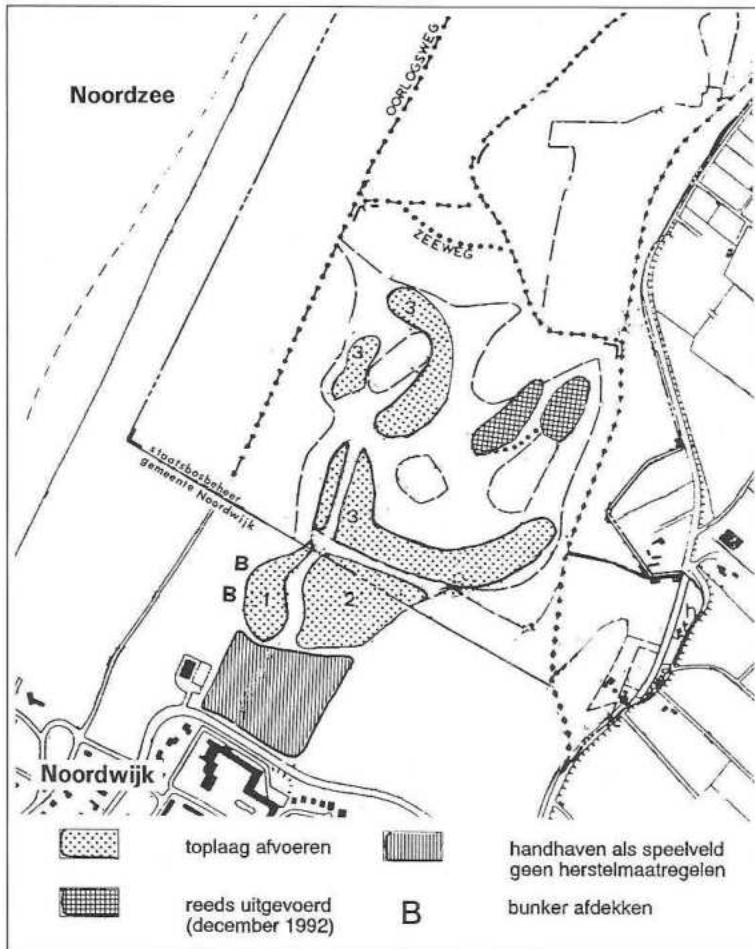 Noordzee
OORLOGSWEG
ZEEWEG
3
3
staatsbosbeheer
gemeente Noordwijk
3
B
B
1
2
Noordwijk
toplaag afvoeren
handhaven als speelveld
geen herstelmaatregelen
reeds uitgevoerd
(december 1992)
B
bunker afdekken